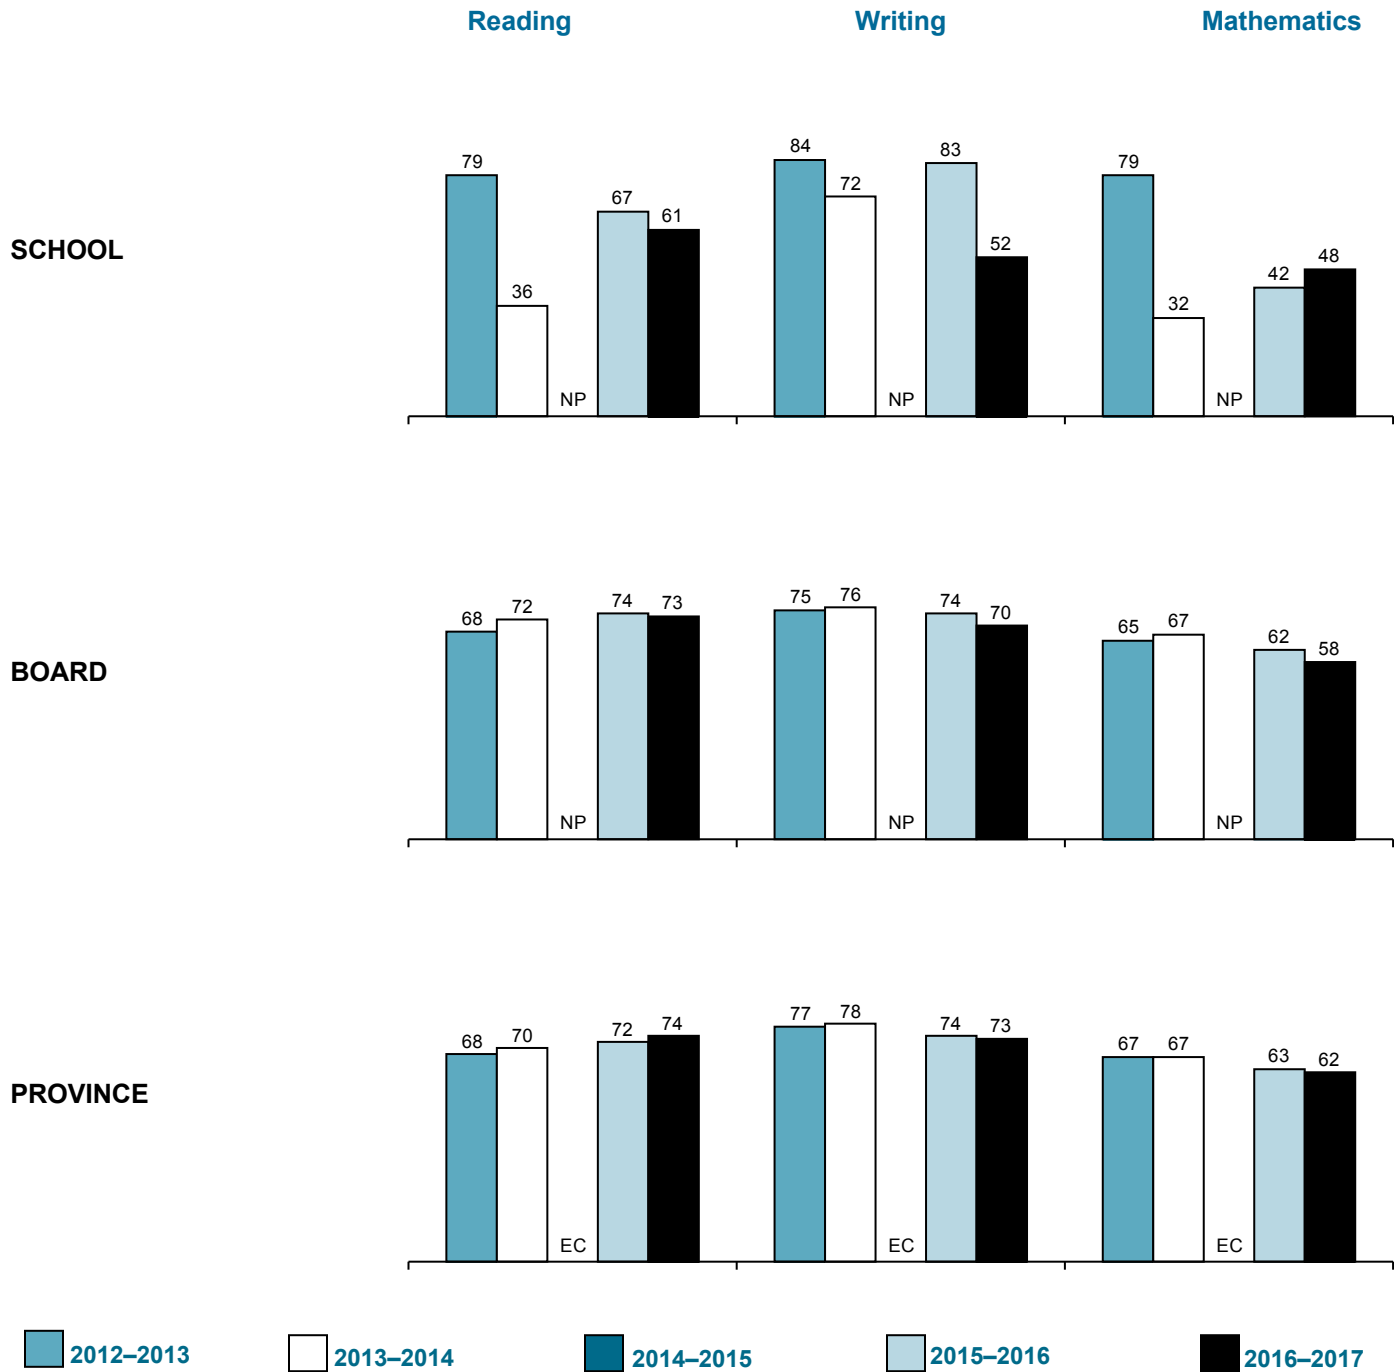 Reading Writing Mathematics
SCHOOL
79 36 NP 67 61 84 72 NP 83 52 79 32 NP 42 48
BOARD
68 72 NP 74 73 75 76 NP 74 70 65 67 NP 62 58
PROVINCE
68 70 EC 72 74 77 78 EC 74 73 67 67 EC 63 62
2012–2013 2013–2014 2014–2015 2015–2016 2016–2017